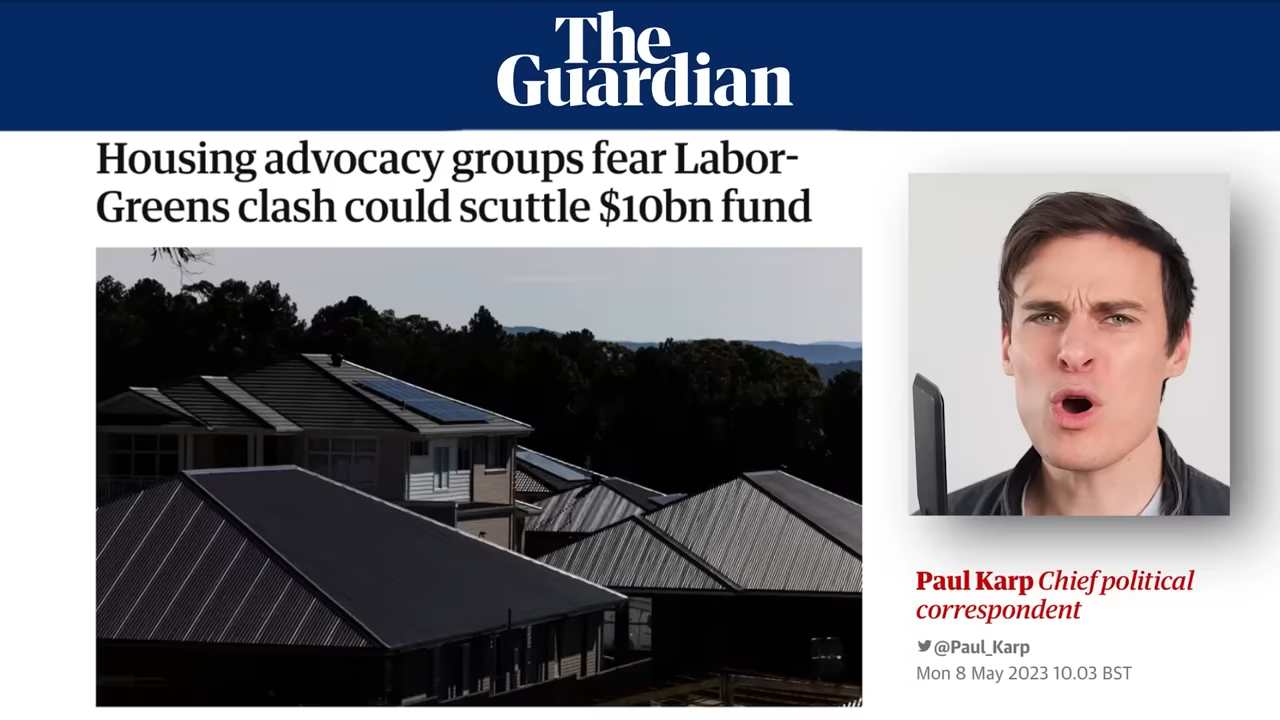 The
Guardian
Housing advocacy groups fear Labor-
Greens clash could scuttle $10bn fund
Paul Karp Chief political
correspondent
@Paul_Karp
Mon 8 May 2023 10.03 BST